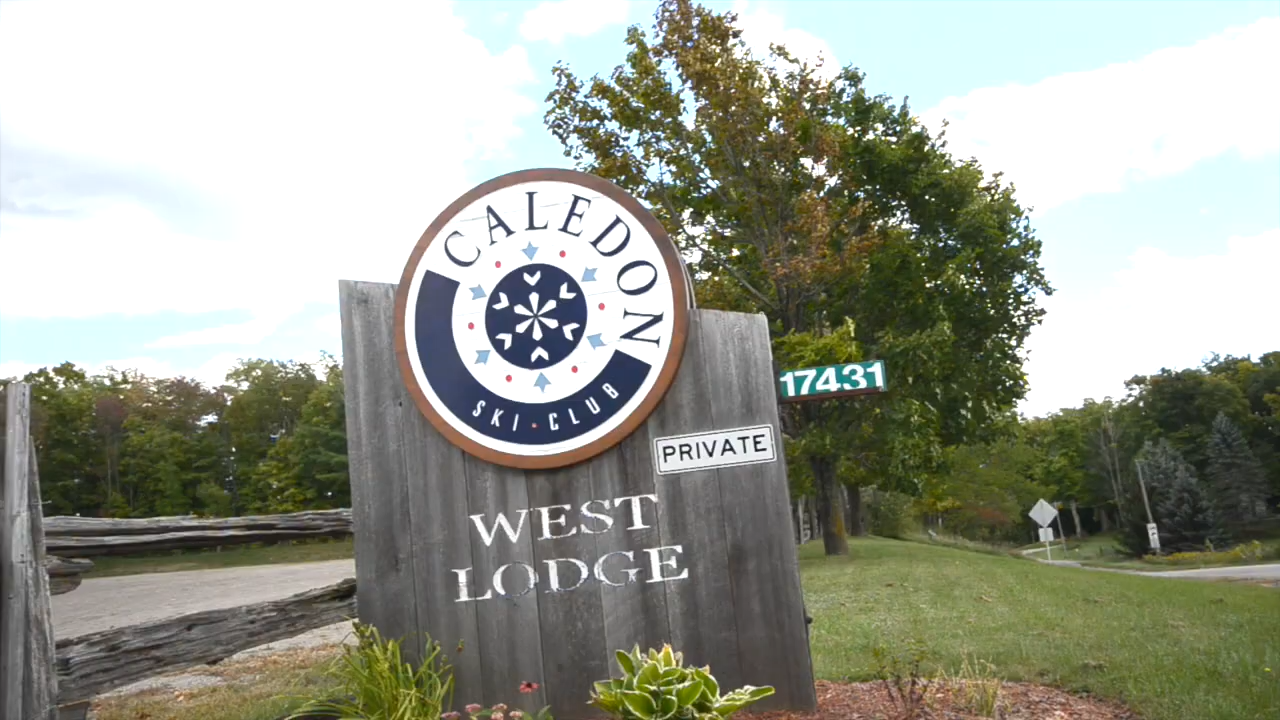 CALEDON
SKI • CLUB
17431
PRIVATE
WEST
LODGE